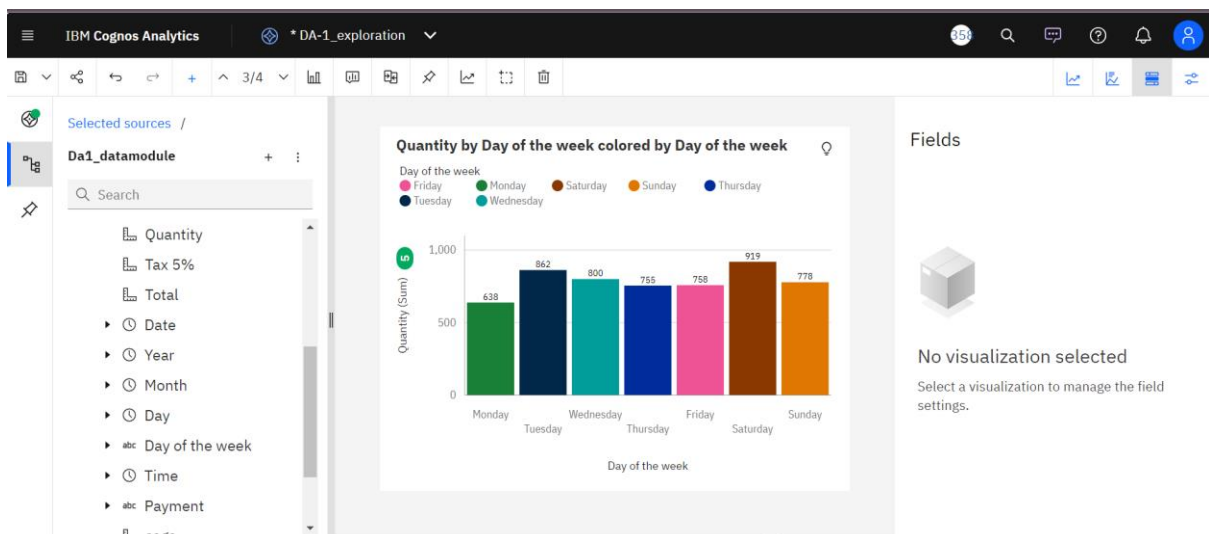 IBM Cognos Analytics
* DA-1_exploration
358
3/4
Selected sources /
Da1_datamodule
Search
Quantity
Tax 5%
Total
Date
Year
Month
Day
abc Day of the week
Time
abc Payment
Quantity by Day of the week colored by Day of the week
Day of the week
Friday Monday Saturday Sunday Thursday
Tuesday Wednesday
5
Quantity (Sum)
1,000
500
0
638
862
800
755
758
919
778
Monday Wednesday Friday Sunday
Tuesday Thursday Saturday
Day of the week
Fields
No visualization selected
Select a visualization to manage the field
settings.